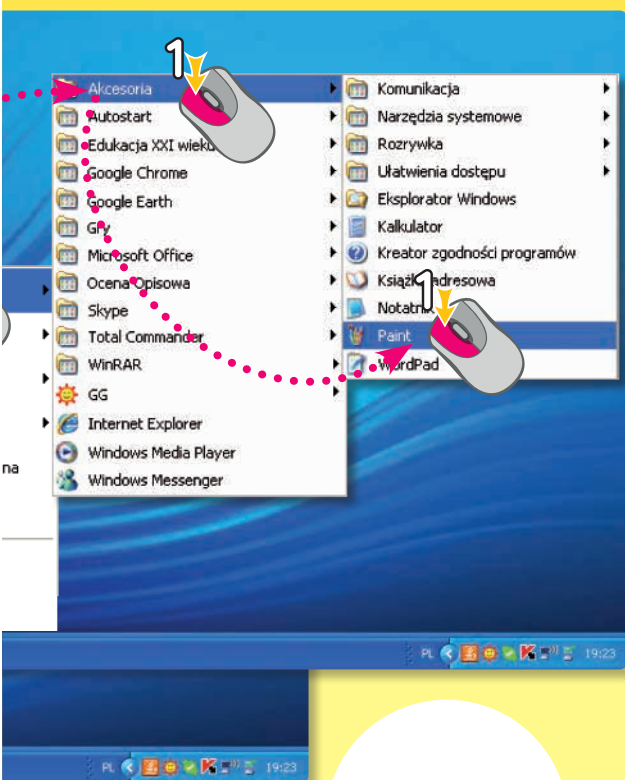 1
Akcesoria
Autostart
Edukacja XXI wieku
Google Chrome
Google Earth
Gry
Microsoft Office
Ocena Opisowa
Skype
Total Commander
WinRAR
GG
Internet Explorer
Windows Media Player
Windows Messenger
Komunikacja
Narzędzia systemowe
Rozrywka
Ułatwienia dostępu
Eksplorator Windows
Kalkulator
Kreator zgodności programów
Książka adresowa
1
Notatnik
Paint
WordPad
na
PL 19:23
PL 19:23